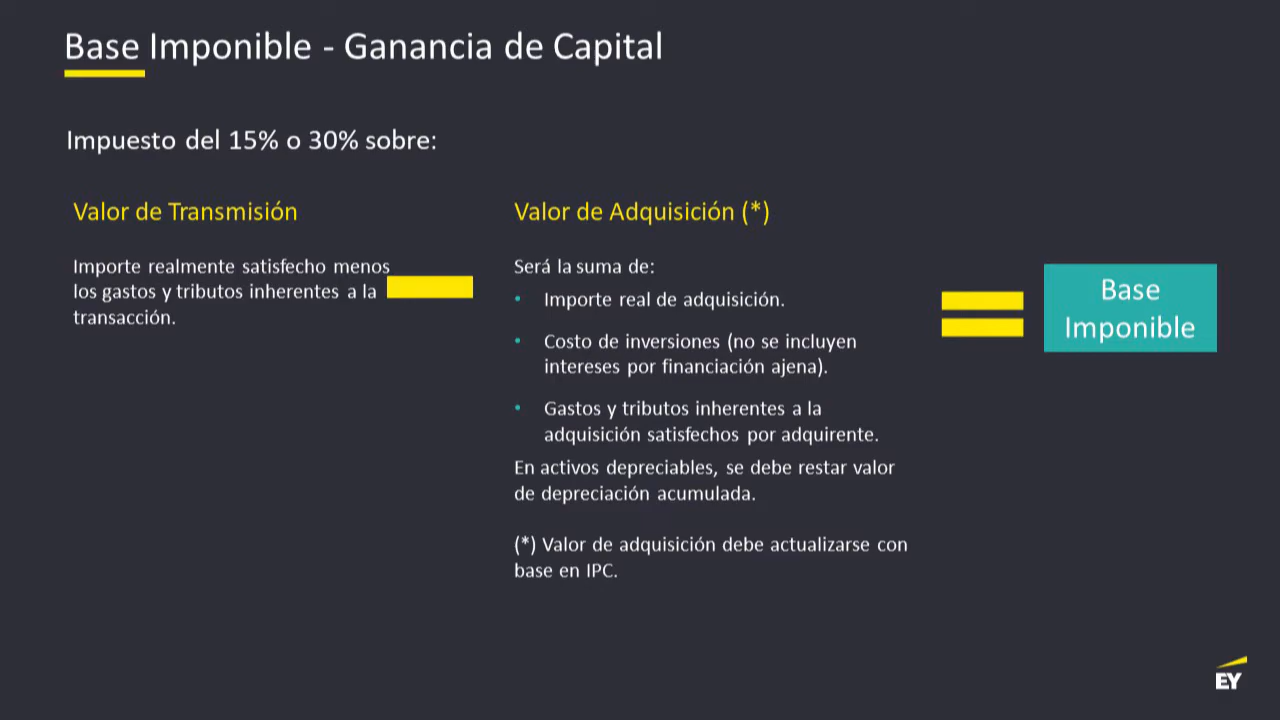 Base Imponible - Ganancia de Capital
Impuesto del 15% o 30% sobre:
Valor de Transmisión
Importe realmente satisfecho menos
los gastos y tributos inherentes a la
transacción.
Valor de Adquisición (*)
Será la suma de:
• Importe real de adquisición.
• Costo de inversiones (no se incluyen
intereses por financiación ajena).
• Gastos y tributos inherentes a la
adquisición satisfechos por adquirente.
En activos depreciables, se debe restar valor
de depreciación acumulada.
(*) Valor de adquisición debe actualizarse con
base en IPC.
Base
Imponible
EY